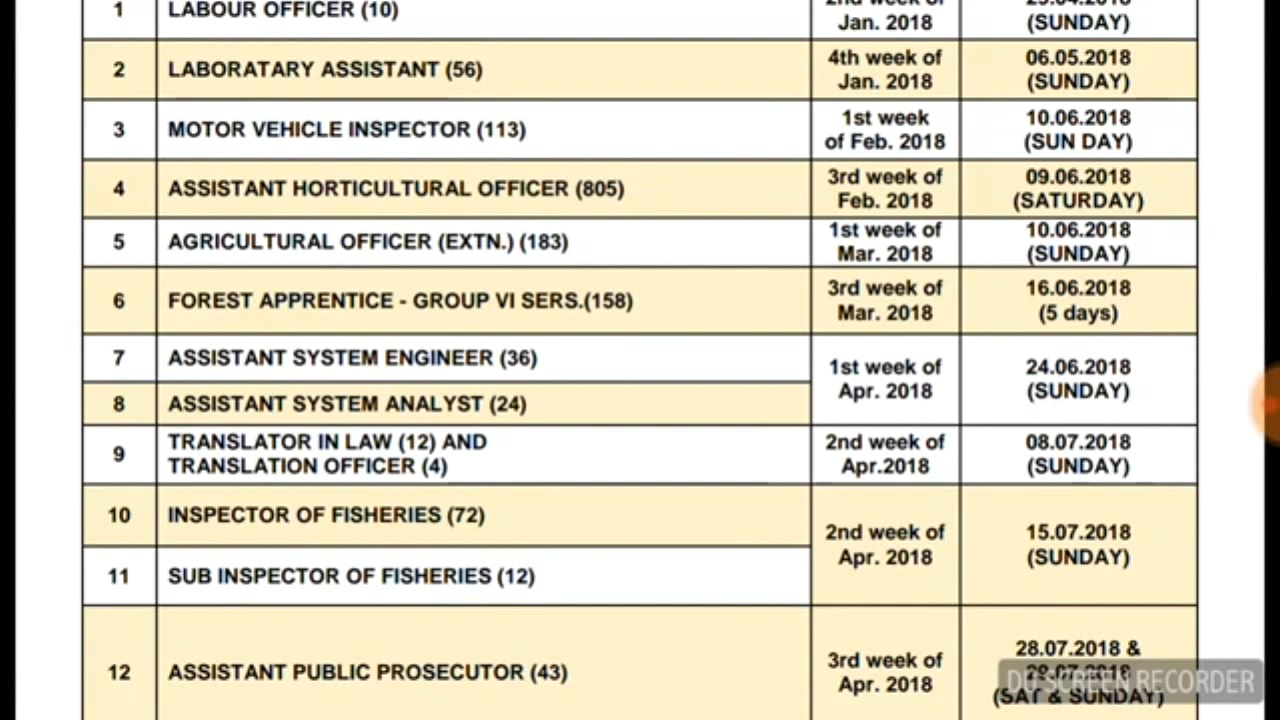 1
LABOUR OFFICER (10)
Jan. 2018
(SUNDAY)
2
LABORATARY ASSISTANT (56)
4th week of
Jan. 2018
06.05.2018
(SUNDAY)
3
MOTOR VEHICLE INSPECTOR (113)
1st week
of Feb. 2018
10.06.2018
(SUN DAY)
4
ASSISTANT HORTICULTURAL OFFICER (805)
3rd week of
Feb. 2018
09.06.2018
(SATURDAY)
5
AGRICULTURAL OFFICER (EXTN.) (183)
1st week of
Mar. 2018
10.06.2018
(SUNDAY)
6
FOREST APPRENTICE - GROUP VI SERS.(158)
3rd week of
Mar. 2018
16.06.2018
(5 days)
7
ASSISTANT SYSTEM ENGINEER (36)
1st week of
Apr. 2018
24.06.2018
(SUNDAY)
8
ASSISTANT SYSTEM ANALYST (24)
9
TRANSLATOR IN LAW (12) AND
TRANSLATION OFFICER (4)
2nd week of
Apr.2018
08.07.2018
(SUNDAY)
10
INSPECTOR OF FISHERIES (72)
2nd week of
Apr. 2018
15.07.2018
(SUNDAY)
11
SUB INSPECTOR OF FISHERIES (12)
12
ASSISTANT PUBLIC PROSECUTOR (43)
3rd week of
Apr. 2018
28.07.2018 &
(SAT & SUNDAY)
DU SCREEN RECORDER